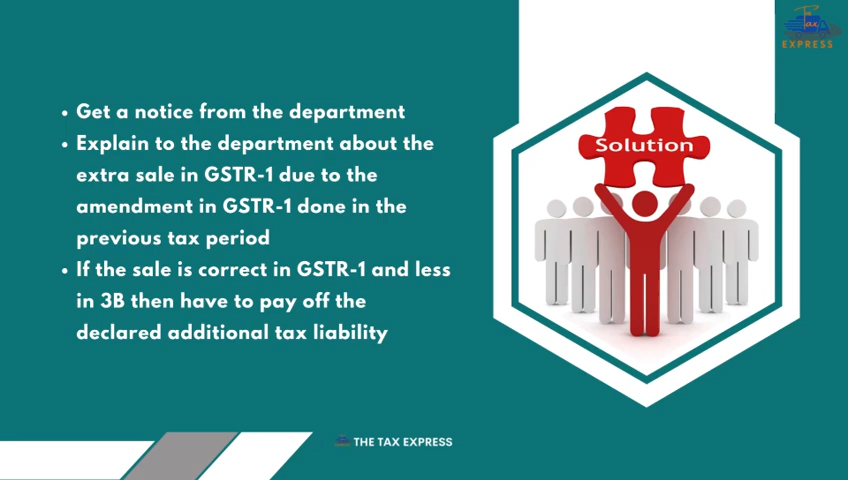 Tax
EXPRESS
• Get a notice from the department
• Explain to the department about the
extra sale in GSTR-1 due to the
amendment in GSTR-1 done in the
previous tax period
• If the sale is correct in GSTR-1 and less
in 3B then have to pay off the
declared additional tax liability
Solution
THE TAX EXPRESS